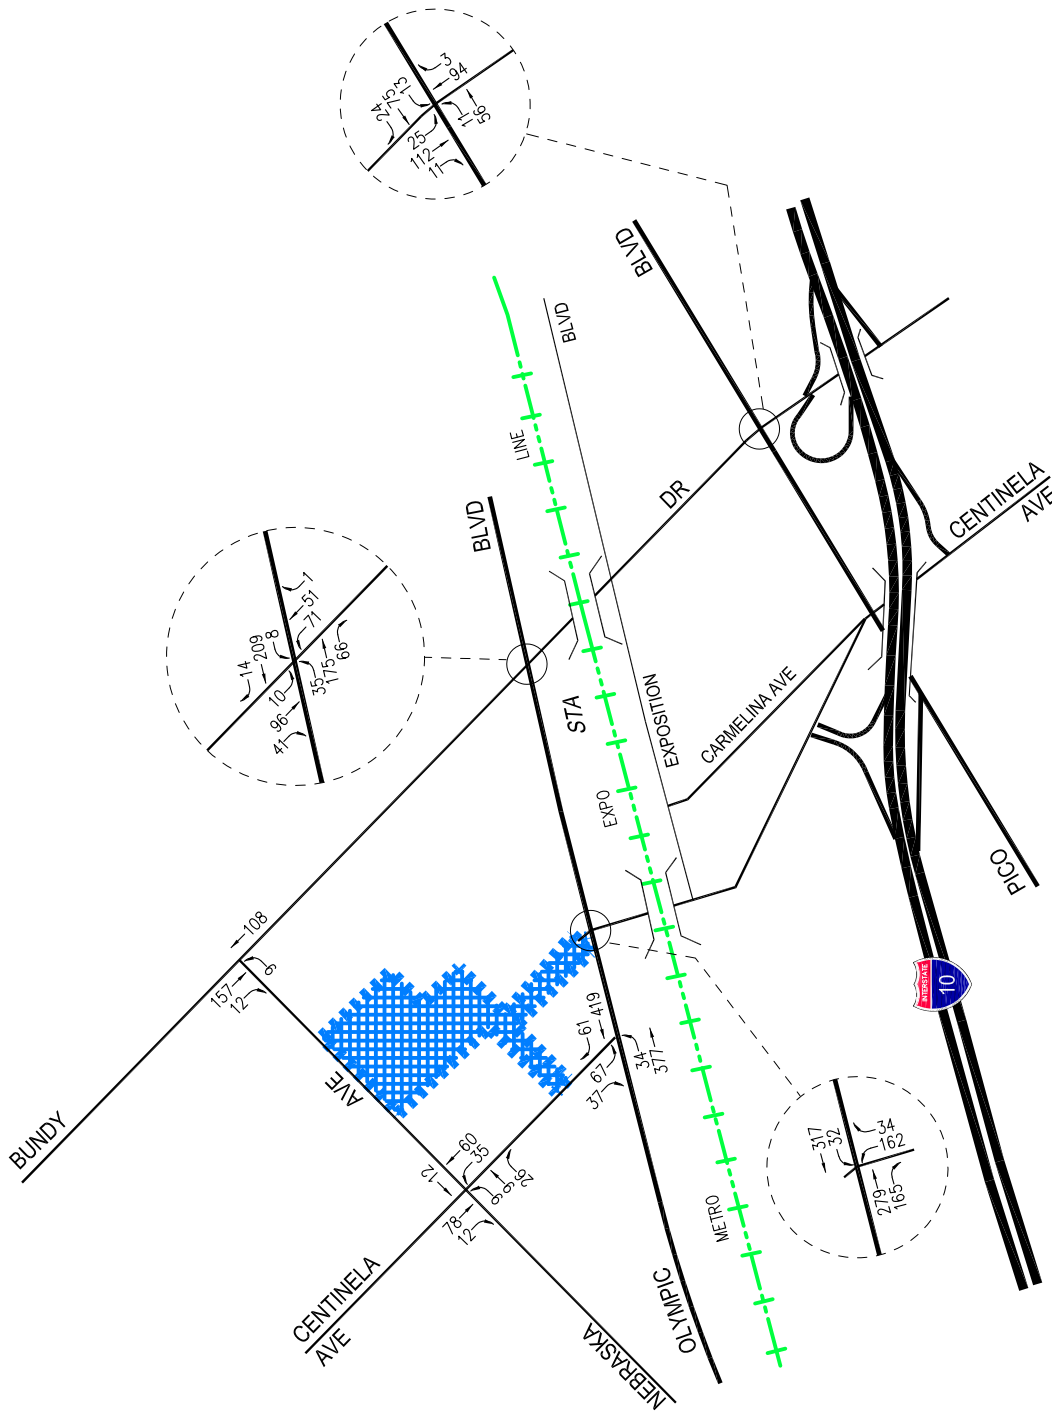 3
94
13
75
24
25
112
11
11
56
BLVD
BLVD
LINE
BLVD
DR
CENTINELA
AVE
1
51
71
8
209
14
10
96
41
35
175
66
STA
EXPOSITION
CARMELINA AVE
EXPO
PICO
108
157
12
9
INTERSTATE
10
419
61
67
37
34
377
AVE
BUNDY
60
35
12
78
12
9
9
26
317
32
34
162
279
165
METRO
CENTINELA
AVE
OLYMPIC
NEBRASKA